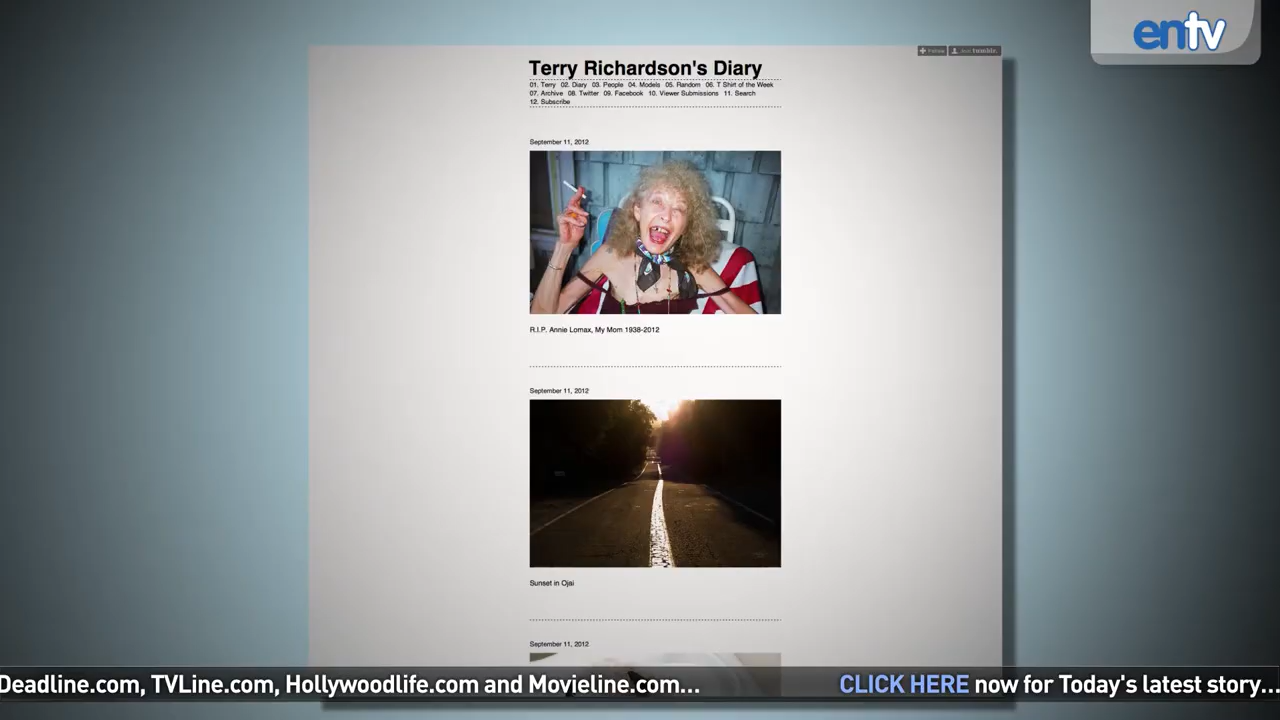 entv
Follow
Join tumblr.
Terry Richardson's Diary
01. Terry 02. Diary 03. People 04. Models 05. Random 06. T Shirt of the Week
07. Archive 08. Twitter 09. Facebook 10. Viewer Submissions 11. Search
12. Subscribe
September 11, 2012
R.I.P. Annie Lomax, My Mom 1938-2012
September 11, 2012
Sunset in Ojai
September 11, 2012
Deadline.com, TVLine.com, Hollywoodlife.com and Movieline.com... CLICK HERE now for Today's latest story...